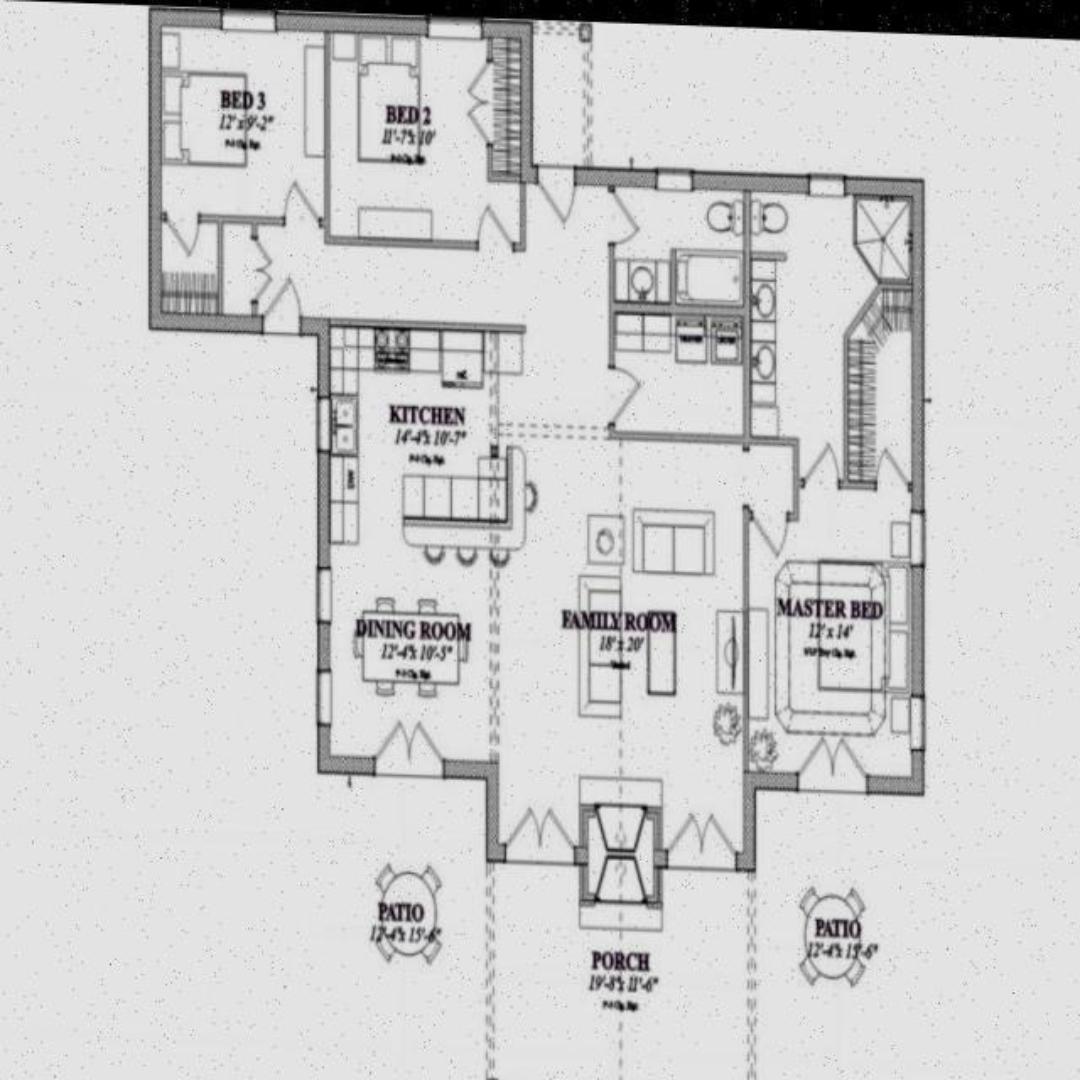 BED 3
12' x 9'-2"
BED 2
11'-7" x 10'
KITCHEN
14'-4" x 10'-7"
DINING ROOM
12'-4" x 10'-5"
FAMILY ROOM
18' x 20'
Vaulted
MASTER BED
12' x 14'
PATIO
12'-4" x 15'-6"
PATIO
12'-4" x 15'-6"
PORCH
19'-8" x 11'-6"